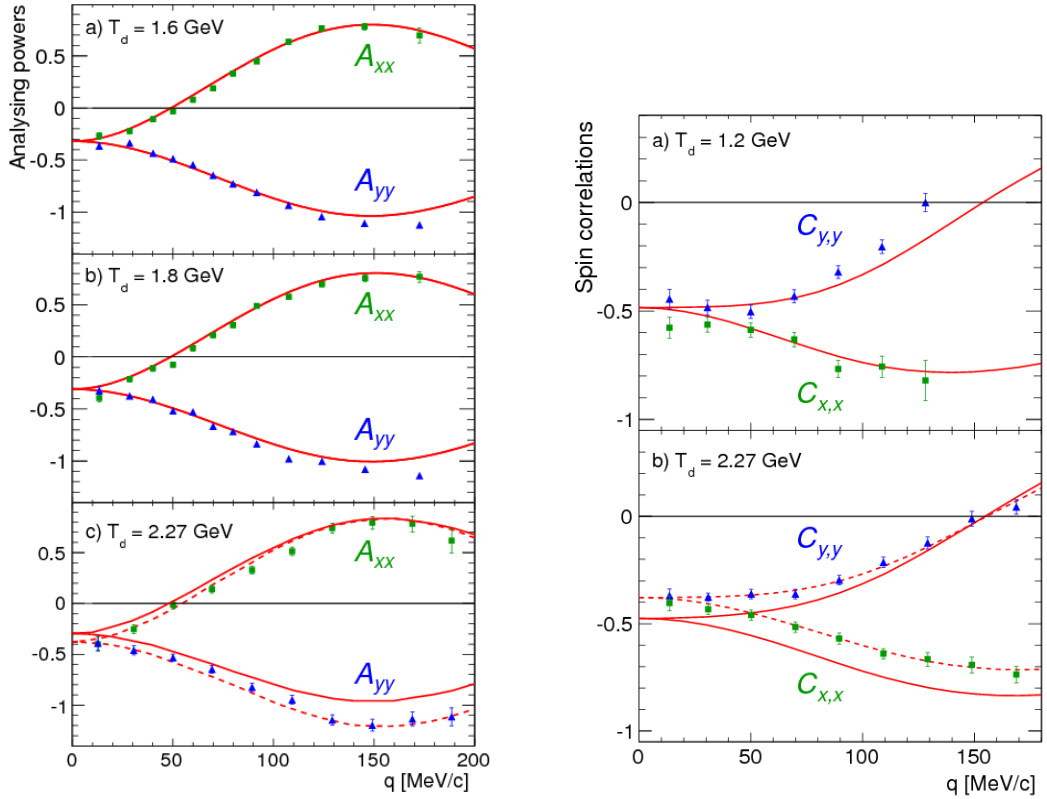 Analysing powers
a) T_d = 1.6 GeV
0.5
0
-0.5
-1
A_xx
A_yy
b) T_d = 1.8 GeV
0.5
0
-0.5
-1
A_xx
A_yy
c) T_d = 2.27 GeV
0.5
0
-0.5
-1
A_xx
A_yy
0 50 100 150 200
q [MeV/c]
Spin correlations
a) T_d = 1.2 GeV
0
-0.5
-1
C_y,y
C_x,x
b) T_d = 2.27 GeV
0
-0.5
-1
C_y,y
C_x,x
0 50 100 150
q [MeV/c]